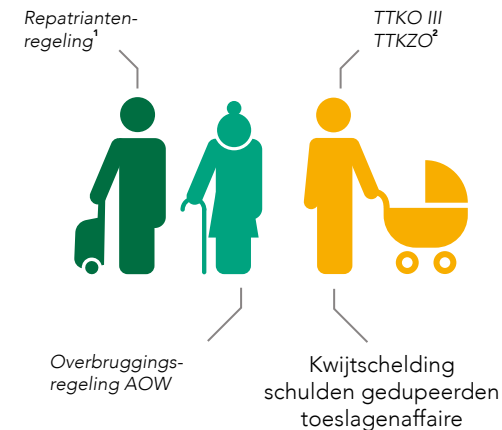 Repatrianten-
regeling¹
TTKO III
TTKZO²
Overbruggings-
regeling AOW
Kwijtschelding
schulden gedupeerden
toeslagenaffaire